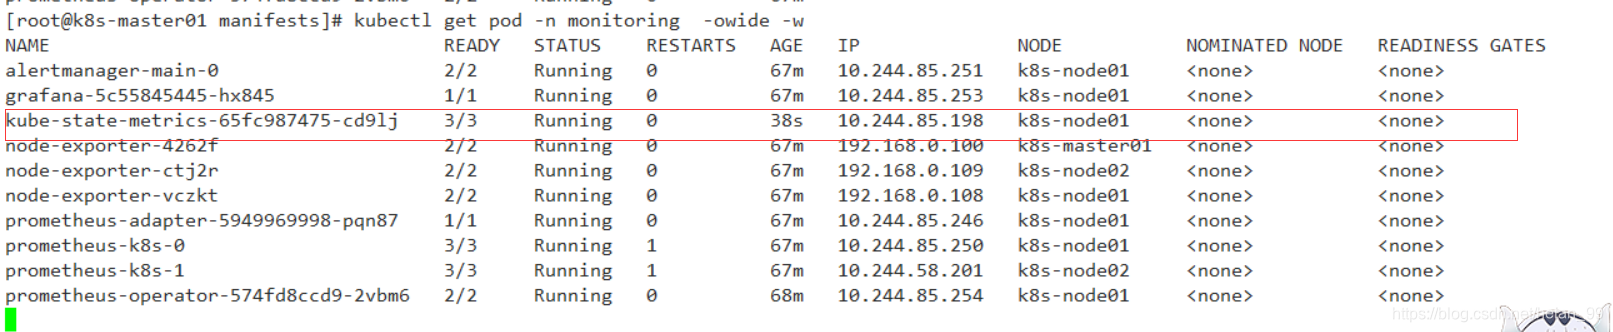 [root@k8s-master01 manifests]# kubectl get pod -n monitoring  -owide -w
NAME READY STATUS RESTARTS AGE IP NODE NOMINATED NODE READINESS GATES
alertmanager-main-0 2/2 Running 0 67m 10.244.85.251 k8s-node01 <none> <none>
grafana-5c55845445-hx845 1/1 Running 0 67m 10.244.85.253 k8s-node01 <none> <none>
kube-state-metrics-65fc987475-cd9lj 3/3 Running 0 38s 10.244.85.198 k8s-node01 <none> <none>
node-exporter-4262f 2/2 Running 0 67m 192.168.0.100 k8s-master01 <none> <none>
node-exporter-ctj2r 2/2 Running 0 67m 192.168.0.109 k8s-node02 <none> <none>
node-exporter-vczkt 2/2 Running 0 67m 192.168.0.108 k8s-node01 <none> <none>
prometheus-adapter-5949969998-pqn87 1/1 Running 0 67m 10.244.85.246 k8s-node01 <none> <none>
prometheus-k8s-0 3/3 Running 1 67m 10.244.85.250 k8s-node01 <none> <none>
prometheus-k8s-1 3/3 Running 1 67m 10.244.58.201 k8s-node02 <none> <none>
prometheus-operator-574fd8ccd9-2vbm6 2/2 Running 0 68m 10.244.85.254 k8s-node01 <none> <none>